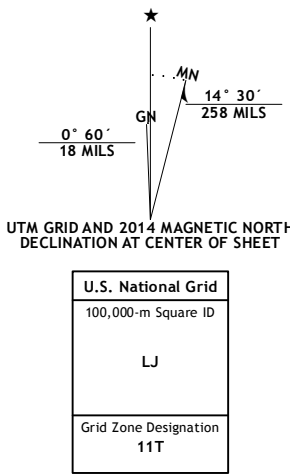 ★
MN
GN
14° 30´
258 MILS
0° 60´
18 MILS
UTM GRID AND 2014 MAGNETIC NORTH
DECLINATION AT CENTER OF SHEET
U.S. National Grid
100,000-m Square ID
LJ
Grid Zone Designation
11T